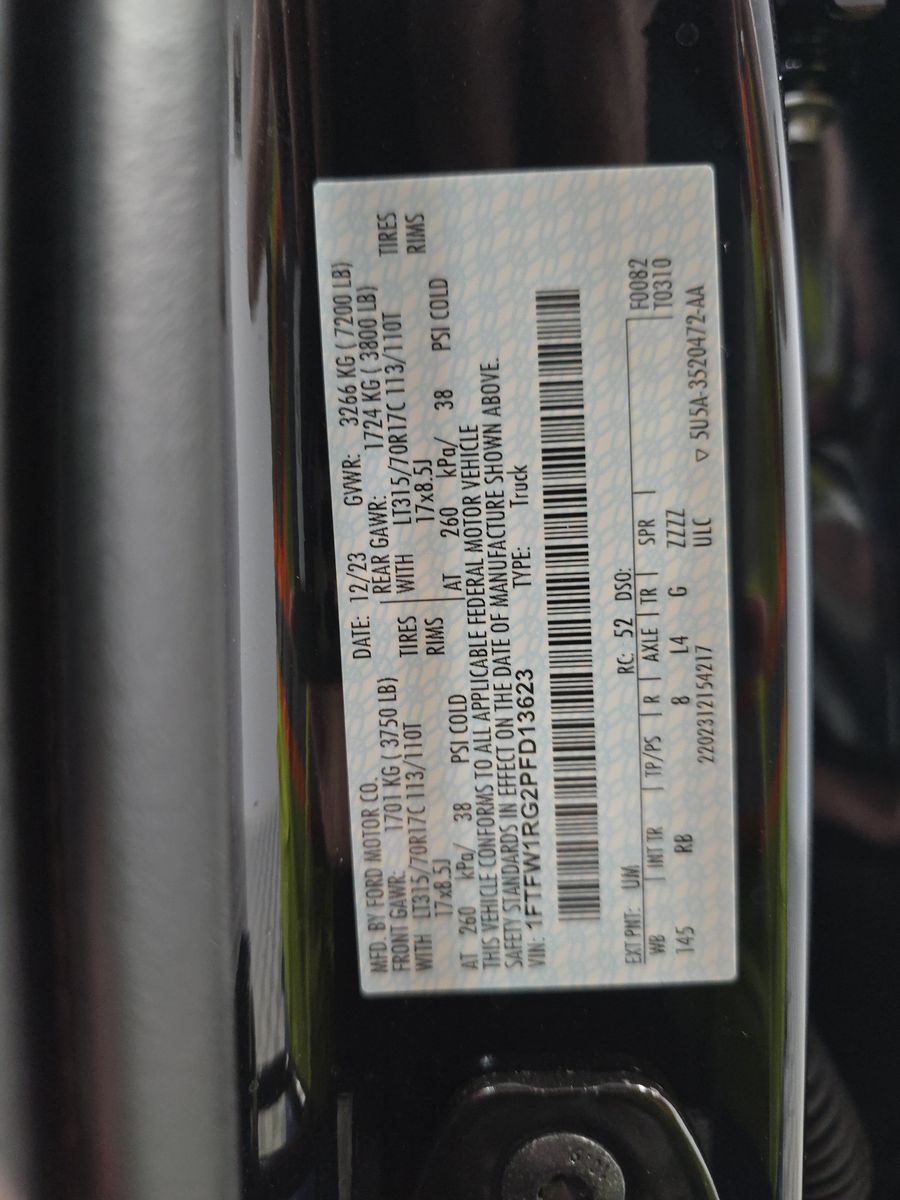 MFD. BY FORD MOTOR CO. DATE: 12/23 GVWR: 3266 KG ( 7200 LB)
FRONT GAWR: 1701 KG ( 3750 LB) REAR GAWR: 1724 KG ( 3800 LB)
WITH LT315/70R17C 113/110T TIRES WITH LT315/70R17C 113/110T TIRES
17x8.5J RIMS 17x8.5J RIMS
AT 260 kPa/ 38 PSI COLD AT 260 kPa/ 38 PSI COLD
THIS VEHICLE CONFORMS TO ALL APPLICABLE FEDERAL MOTOR VEHICLE
SAFETY STANDARDS IN EFFECT ON THE DATE OF MANUFACTURE SHOWN ABOVE.
VIN: 1FTFW1RG2PFD13623 TYPE: Truck
EXT PNT: UM RC: 52 DSO: F0082
WB INT TR TP/PS R AXLE TR SPR T0310
145 RB 8 L4 G ZZZZ
2202312154217 ULC ▽ 5U5A-3520472-AA